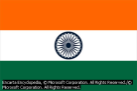 Encarta Encyclopedia, © Microsoft Corporation. All Rights Reserved./©
Microsoft Corporation. All Rights Reserved.